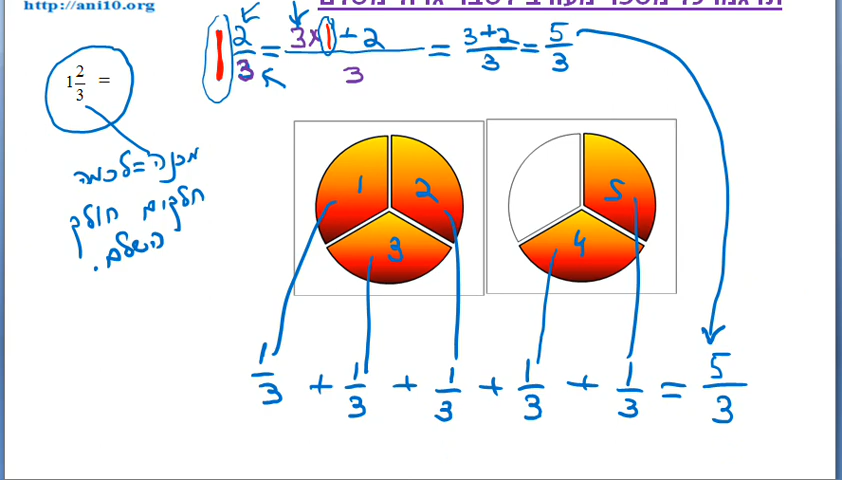 http://ani10.org
1 2/3 = (3×1+2)/3 = (3+2)/3 = 5/3
1 2/3 =
מכנה = לכמה
חלקים חולק
השלם.
1 2 3 4 5
1/3 + 1/3 + 1/3 + 1/3 + 1/3 = 5/3